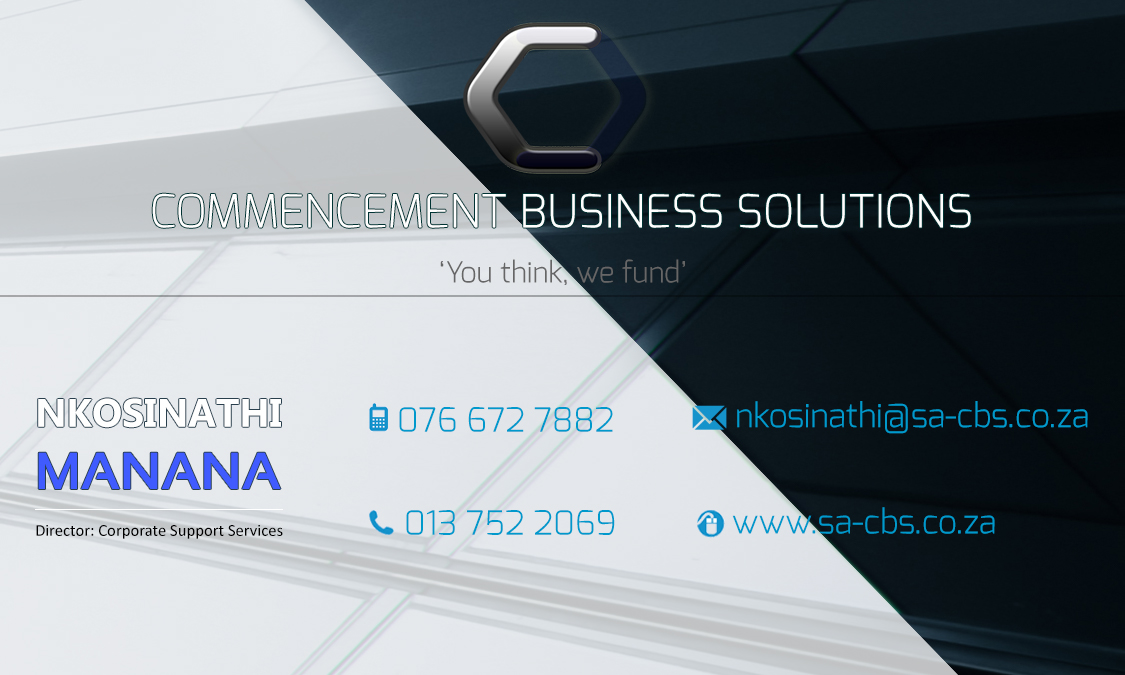 COMMENCEMENT BUSINESS SOLUTIONS
‘You think, we fund’
NKOSINATHI
MANANA
Director: Corporate Support Services
076 672 7882
013 752 2069
nkosinathi@sa-cbs.co.za
www.sa-cbs.co.za